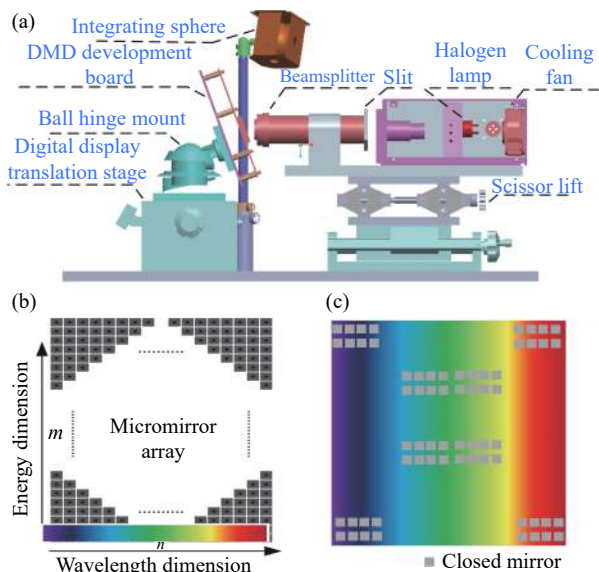 (a)
Integrating sphere
DMD development
board
Ball hinge mount
Digital display
translation stage
Beamsplitter
Slit
Halogen
lamp
Cooling
fan
Scissor lift
(b)
Energy dimension
m
Micromirror
array
n
Wavelength dimension
(c)
Closed mirror